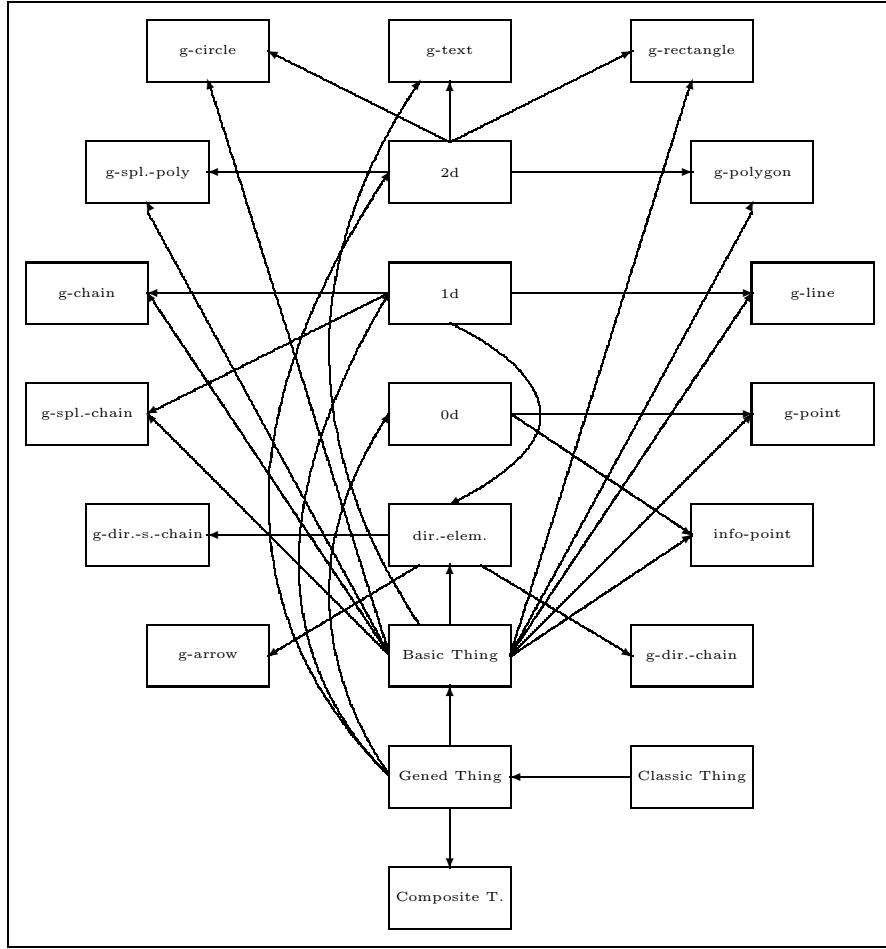 g-circle
g-text
g-rectangle
g-spl.-poly
2d
g-polygon
g-chain
1d
g-line
g-spl.-chain
0d
g-point
g-dir.-s.-chain
dir.-elem.
info-point
g-arrow
Basic Thing
g-dir.-chain
Gened Thing
Classic Thing
Composite T.